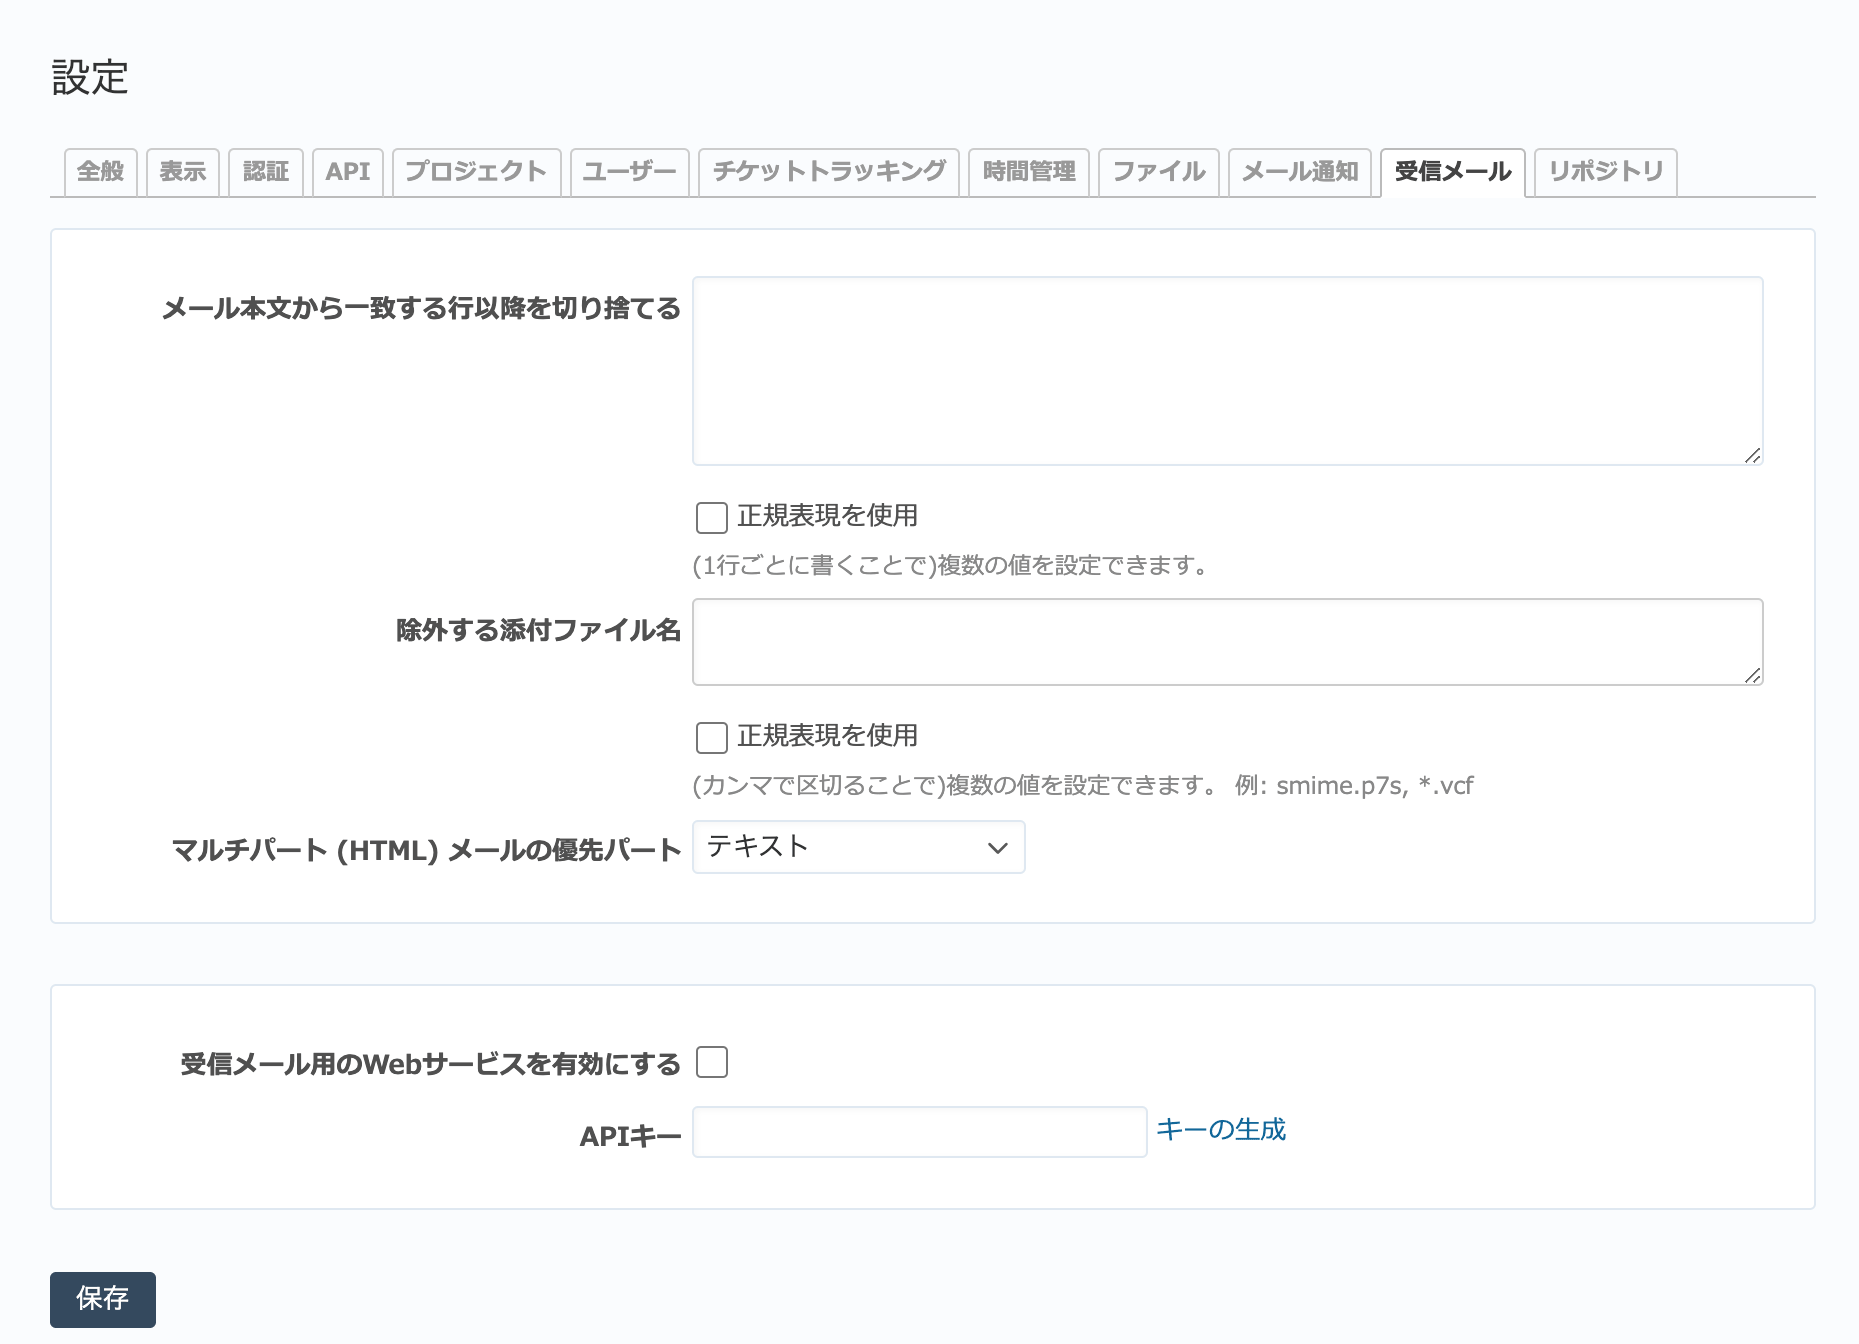 設定
全般 表示 認証 API プロジェクト ユーザー チケットトラッキング 時間管理 ファイル メール通知 受信メール リポジトリ
メール本文から一致する行以降を切り捨てる
正規表現を使用
(1行ごとに書くことで)複数の値を設定できます。
除外する添付ファイル名
正規表現を使用
(カンマで区切ることで)複数の値を設定できます。 例: smime.p7s, *.vcf
マルチパート (HTML) メールの優先パート テキスト
受信メール用のWebサービスを有効にする
APIキー キーの生成
保存